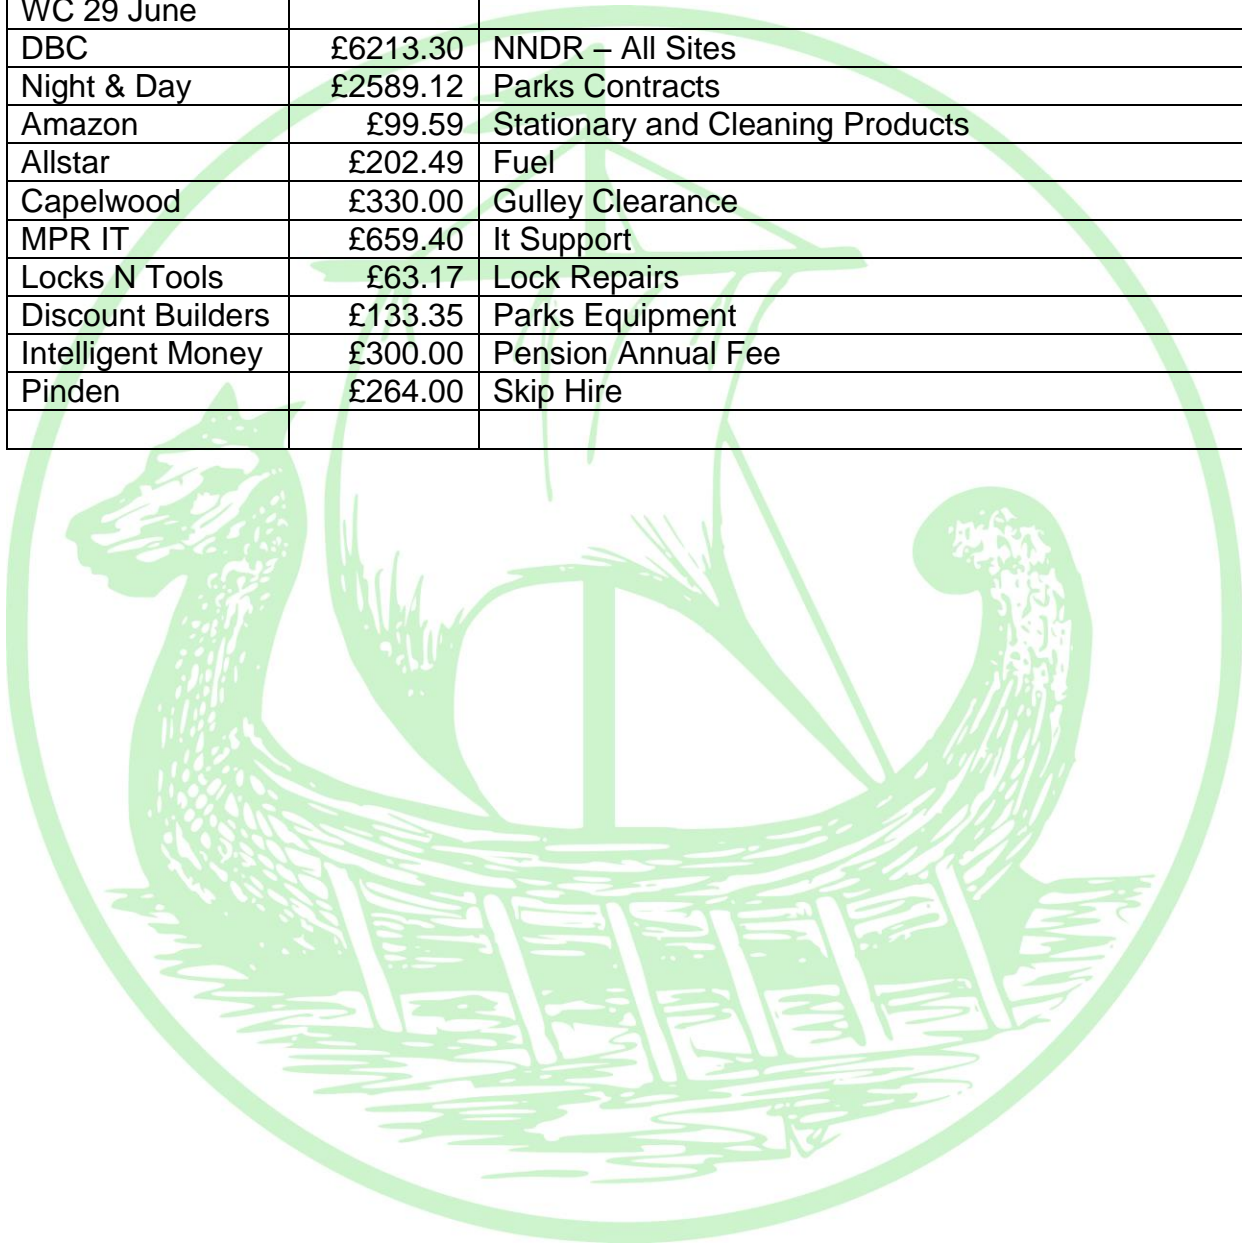 WC 29 June
DBC £6213.30 NNDR – All Sites
Night & Day £2589.12 Parks Contracts
Amazon £99.59 Stationary and Cleaning Products
Allstar £202.49 Fuel
Capelwood £330.00 Gulley Clearance
MPR IT £659.40 It Support
Locks N Tools £63.17 Lock Repairs
Discount Builders £133.35 Parks Equipment
Intelligent Money £300.00 Pension Annual Fee
Pinden £264.00 Skip Hire